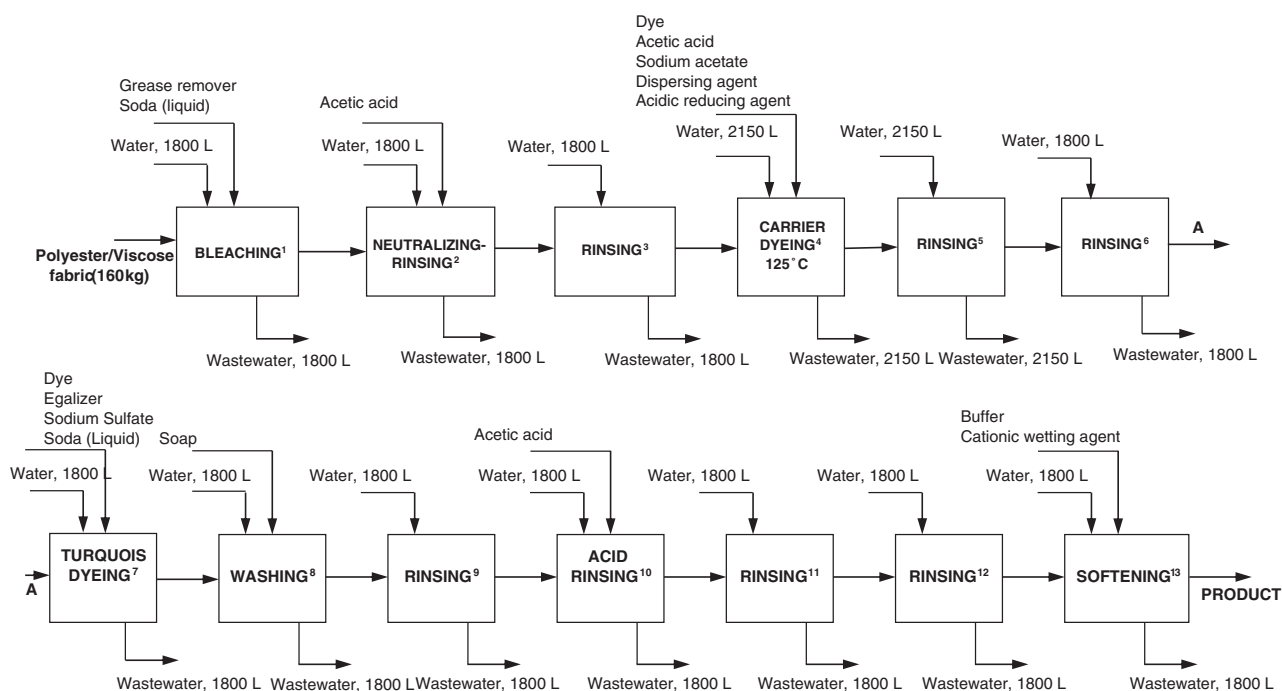 Dye
Acetic acid
Sodium acetate
Dispersing agent
Acidic reducing agent
Grease remover
Soda (liquid)
Acetic acid
Water, 1800 L
Water, 1800 L
Water, 1800 L
Water, 2150 L
Water, 2150 L
Water, 1800 L
Polyester/Viscose
fabric(160kg)
BLEACHING1
NEUTRALIZING-
RINSING2
RINSING3
CARRIER
DYEING4
125˚C
RINSING5
RINSING6
A
Wastewater, 1800 L
Wastewater, 1800 L
Wastewater, 1800 L
Wastewater, 2150 L
Wastewater, 2150 L
Wastewater, 1800 L
Dye
Egalizer
Sodium Sulfate
Soda (Liquid)
Soap
Acetic acid
Buffer
Cationic wetting agent
Water, 1800 L
Water, 1800 L
Water, 1800 L
Water, 1800 L
Water, 1800 L
Water, 1800 L
Water, 1800 L
A
TURQUOIS
DYEING7
WASHING8
RINSING9
ACID
RINSING10
RINSING11
RINSING12
SOFTENING13
PRODUCT
Wastewater, 1800 L
Wastewater, 1800 L
Wastewater, 1800 L
Wastewater, 1800 L
Wastewater, 1800 L
Wastewater, 1800 L
Wastewater, 1800 L